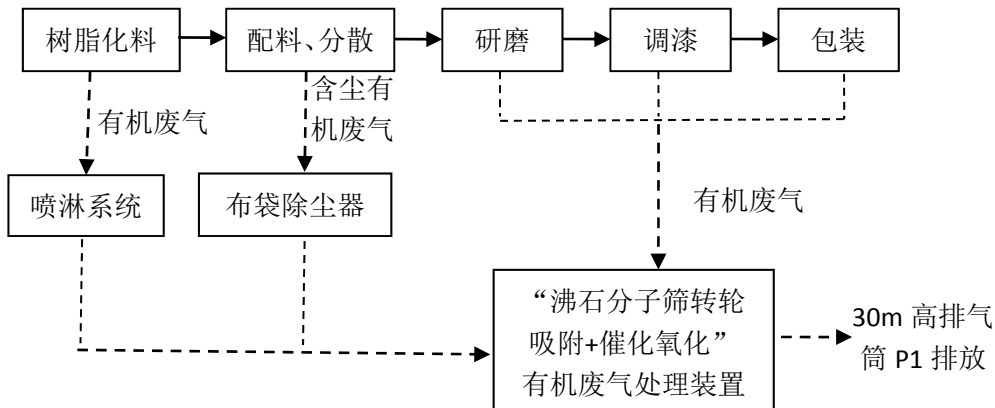 树脂化料
配料、分散
研磨
调漆
包装
有机废气
含尘有
机废气
喷淋系统
布袋除尘器
有机废气
“沸石分子筛转轮
吸附+催化氧化”
有机废气处理装置
30m 高排气
筒 P1 排放